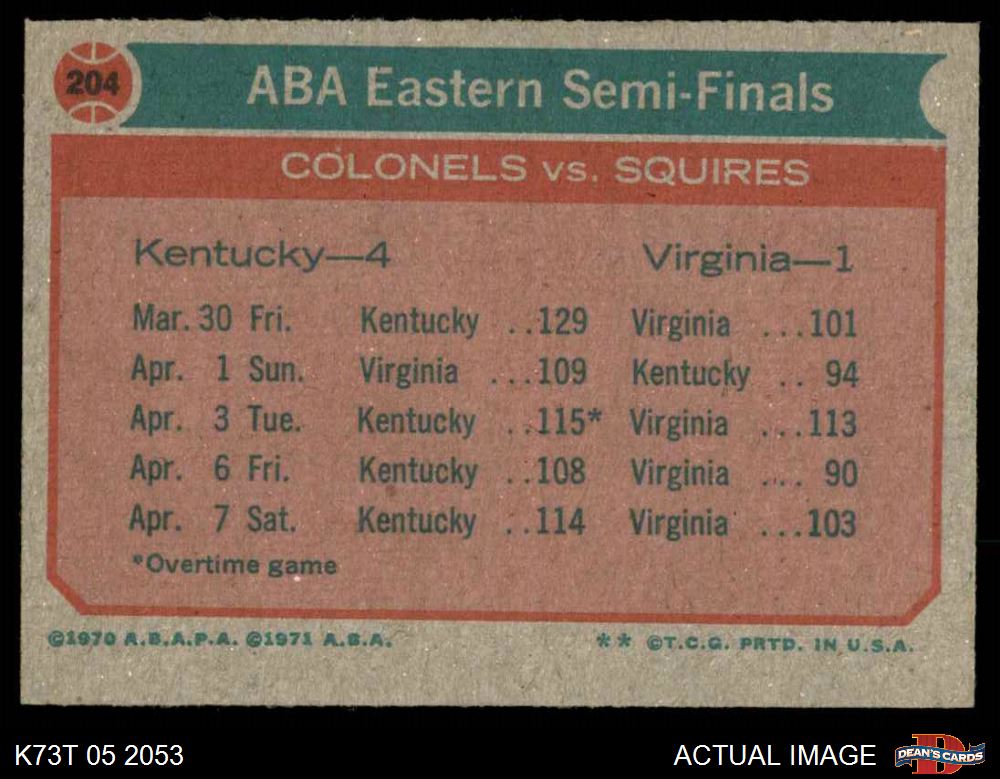 204
ABA Eastern Semi-Finals
COLONELS vs. SQUIRES
Kentucky—4 Virginia—1
Mar. 30 Fri. Kentucky ..129 Virginia ...101
Apr. 1 Sun. Virginia ...109 Kentucky .. 94
Apr. 3 Tue. Kentucky ..115* Virginia ...113
Apr. 6 Fri. Kentucky ..108 Virginia .... 90
Apr. 7 Sat. Kentucky ..114 Virginia ...103
*Overtime game
©1970 A.B.A.P.A. ©1971 A.B.A. ** ©T.C.G. PRTD. IN U.S.A.
K73T 05 2053 ACTUAL IMAGE
D
DEAN'S CARDS